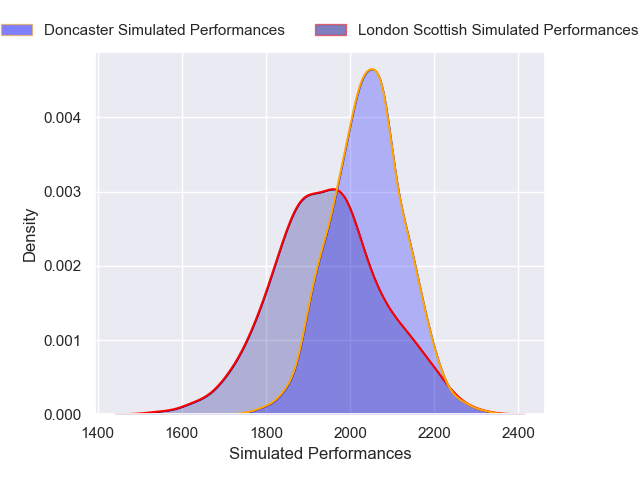 Doncaster Simulated Performances
London Scottish Simulated Performances
0.004
0.003
0.002
0.001
0.000
Density
1400 1600 1800 2000 2200 2400
Simulated Performances